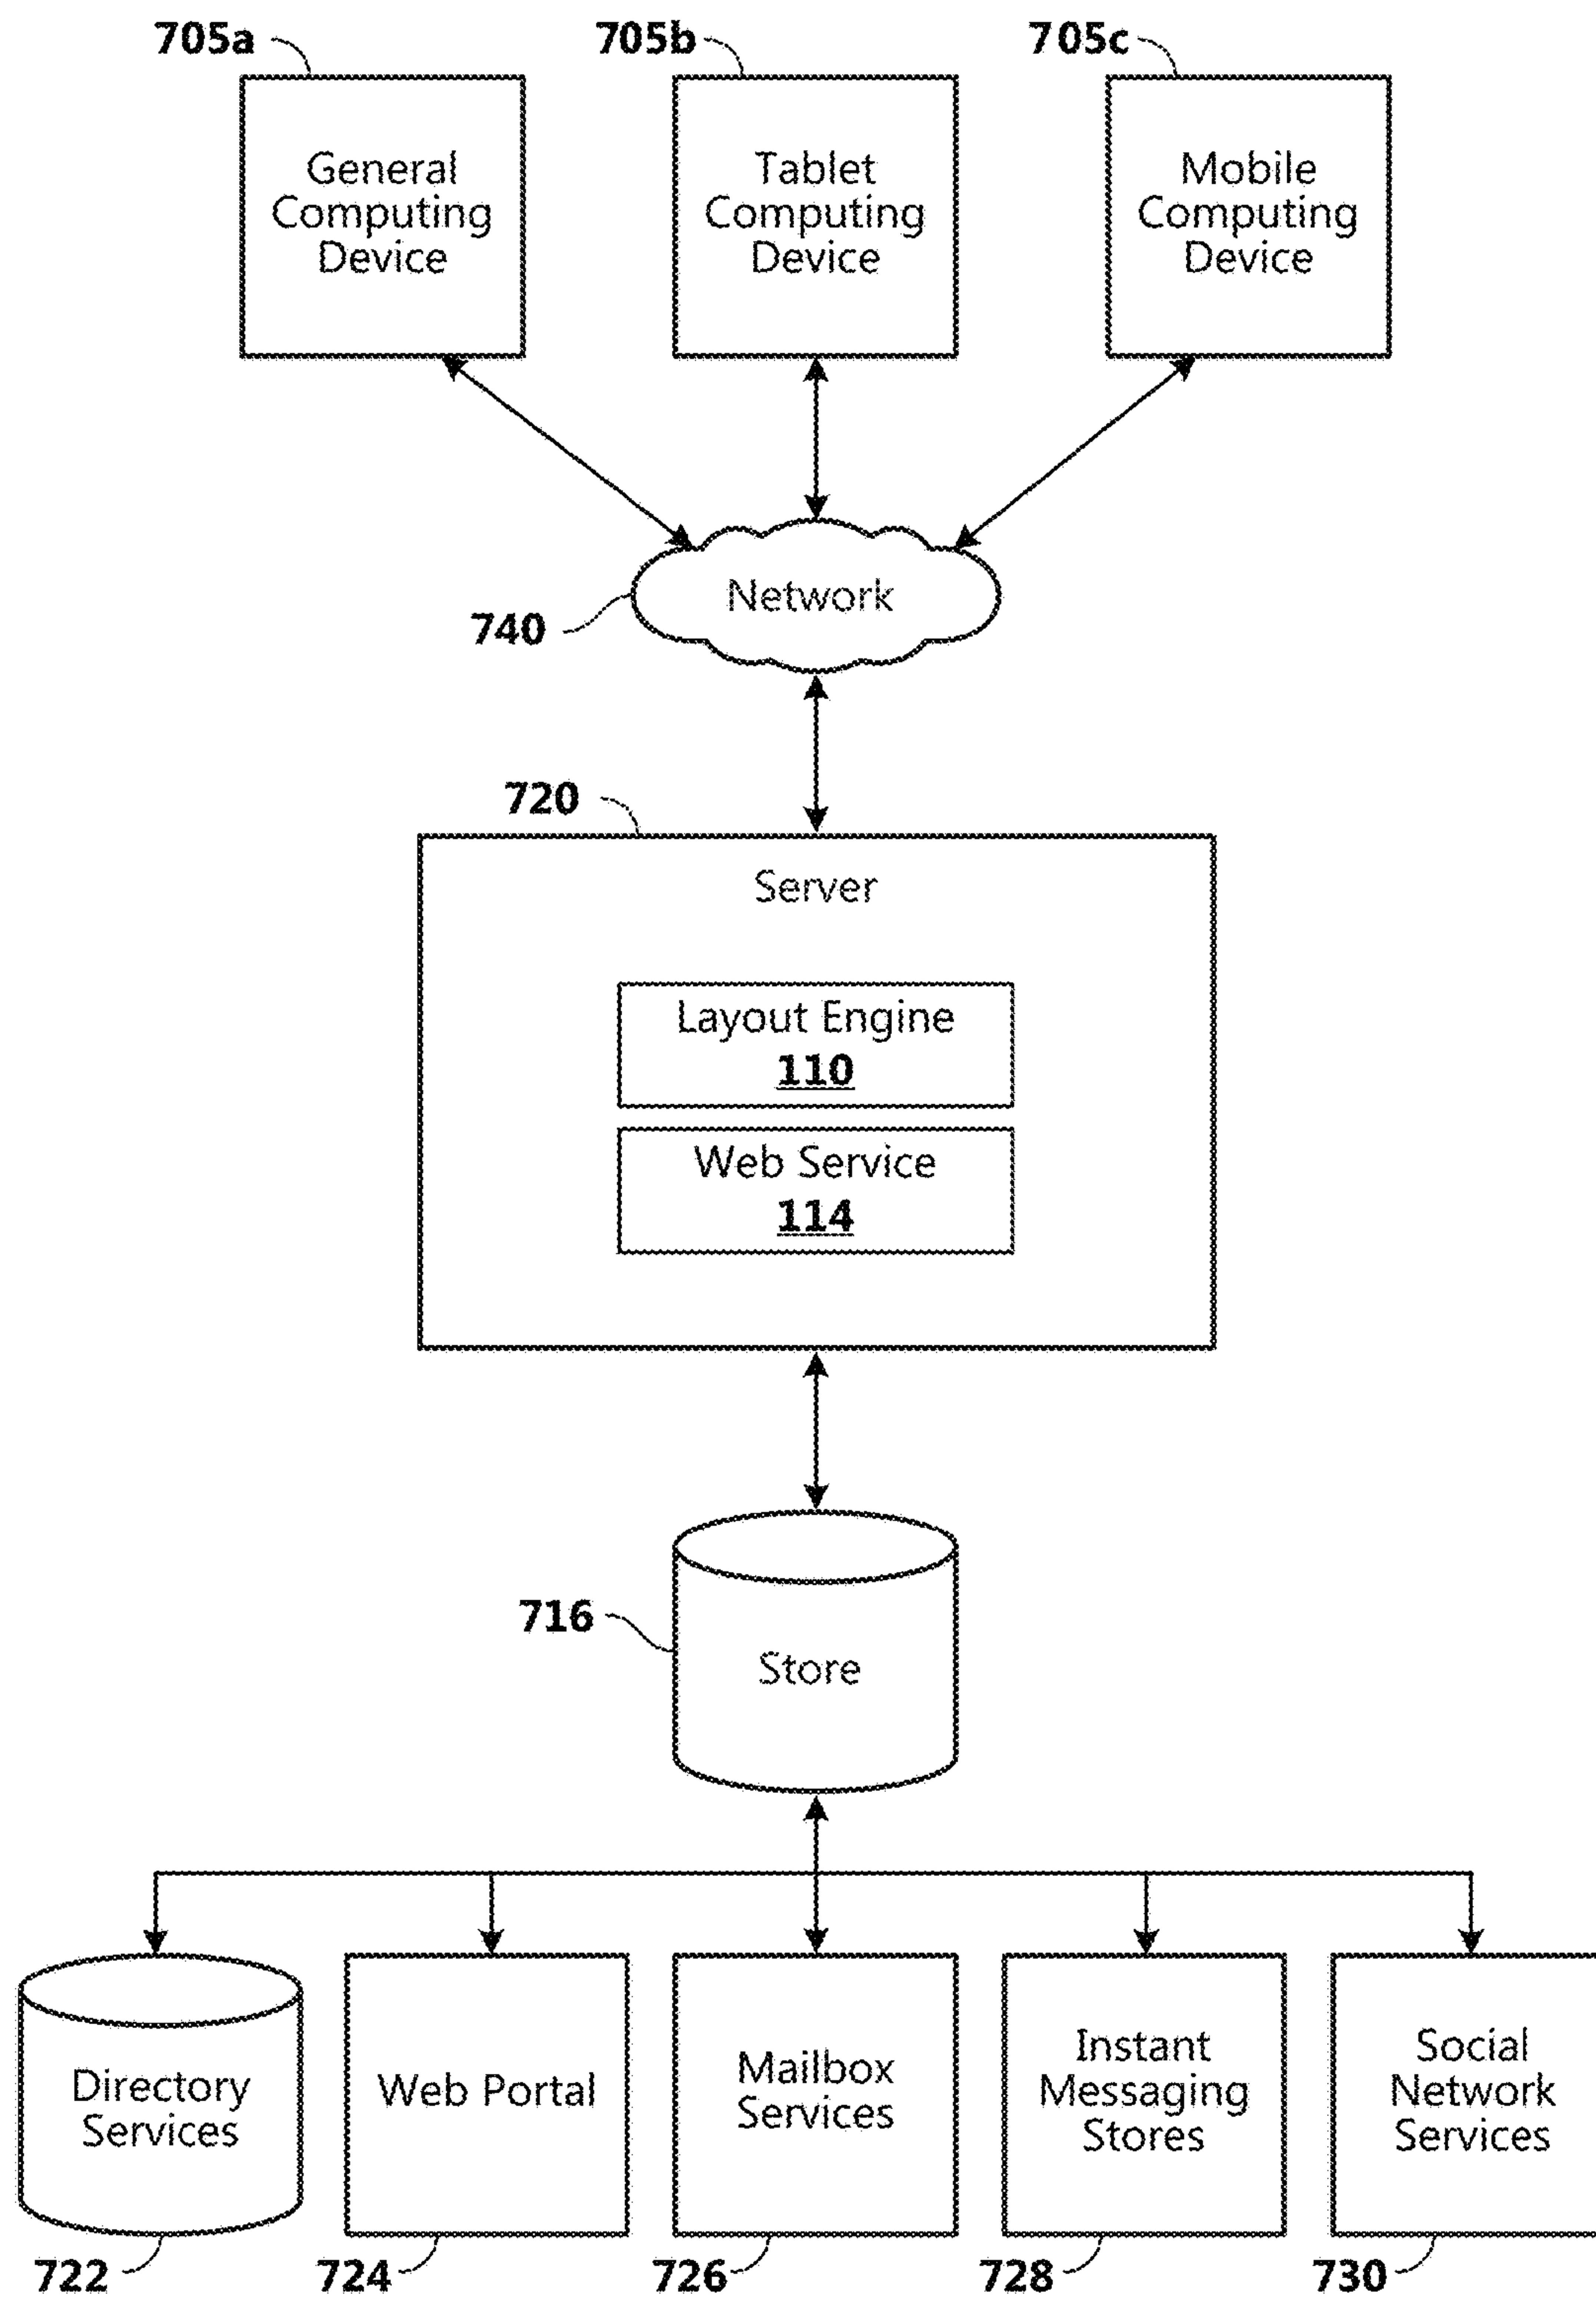 705a
705b
705c
General
Computing
Device
Tablet
Computing
Device
Mobile
Computing
Device
Network
740
720
Server
Layout Engine
110
Web Service
114
716
Store
Directory
Services
Web Portal
Mailbox
Services
Instant
Messaging
Stores
Social
Network
Services
722
724
726
728
730